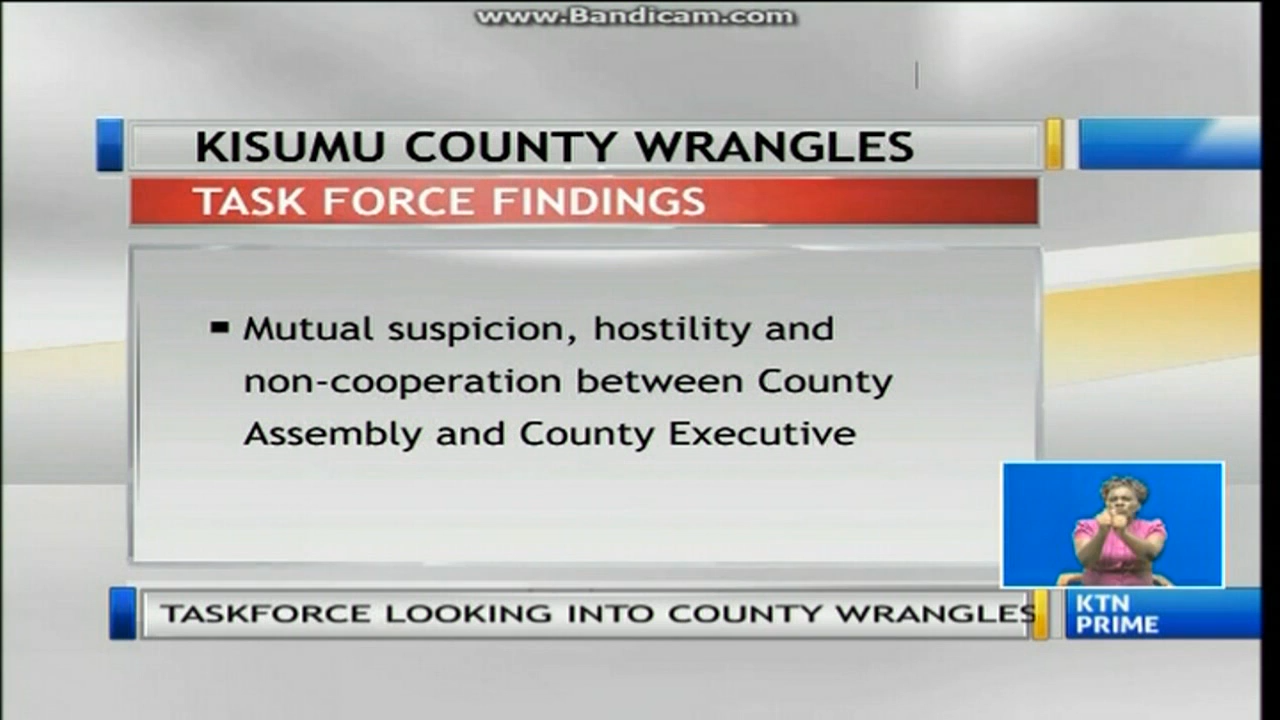 www.Bandicam.com
KISUMU COUNTY WRANGLES
TASK FORCE FINDINGS
▪ Mutual suspicion, hostility and
non-cooperation between County
Assembly and County Executive
TASKFORCE LOOKING INTO COUNTY WRANGLES
KTN
PRIME